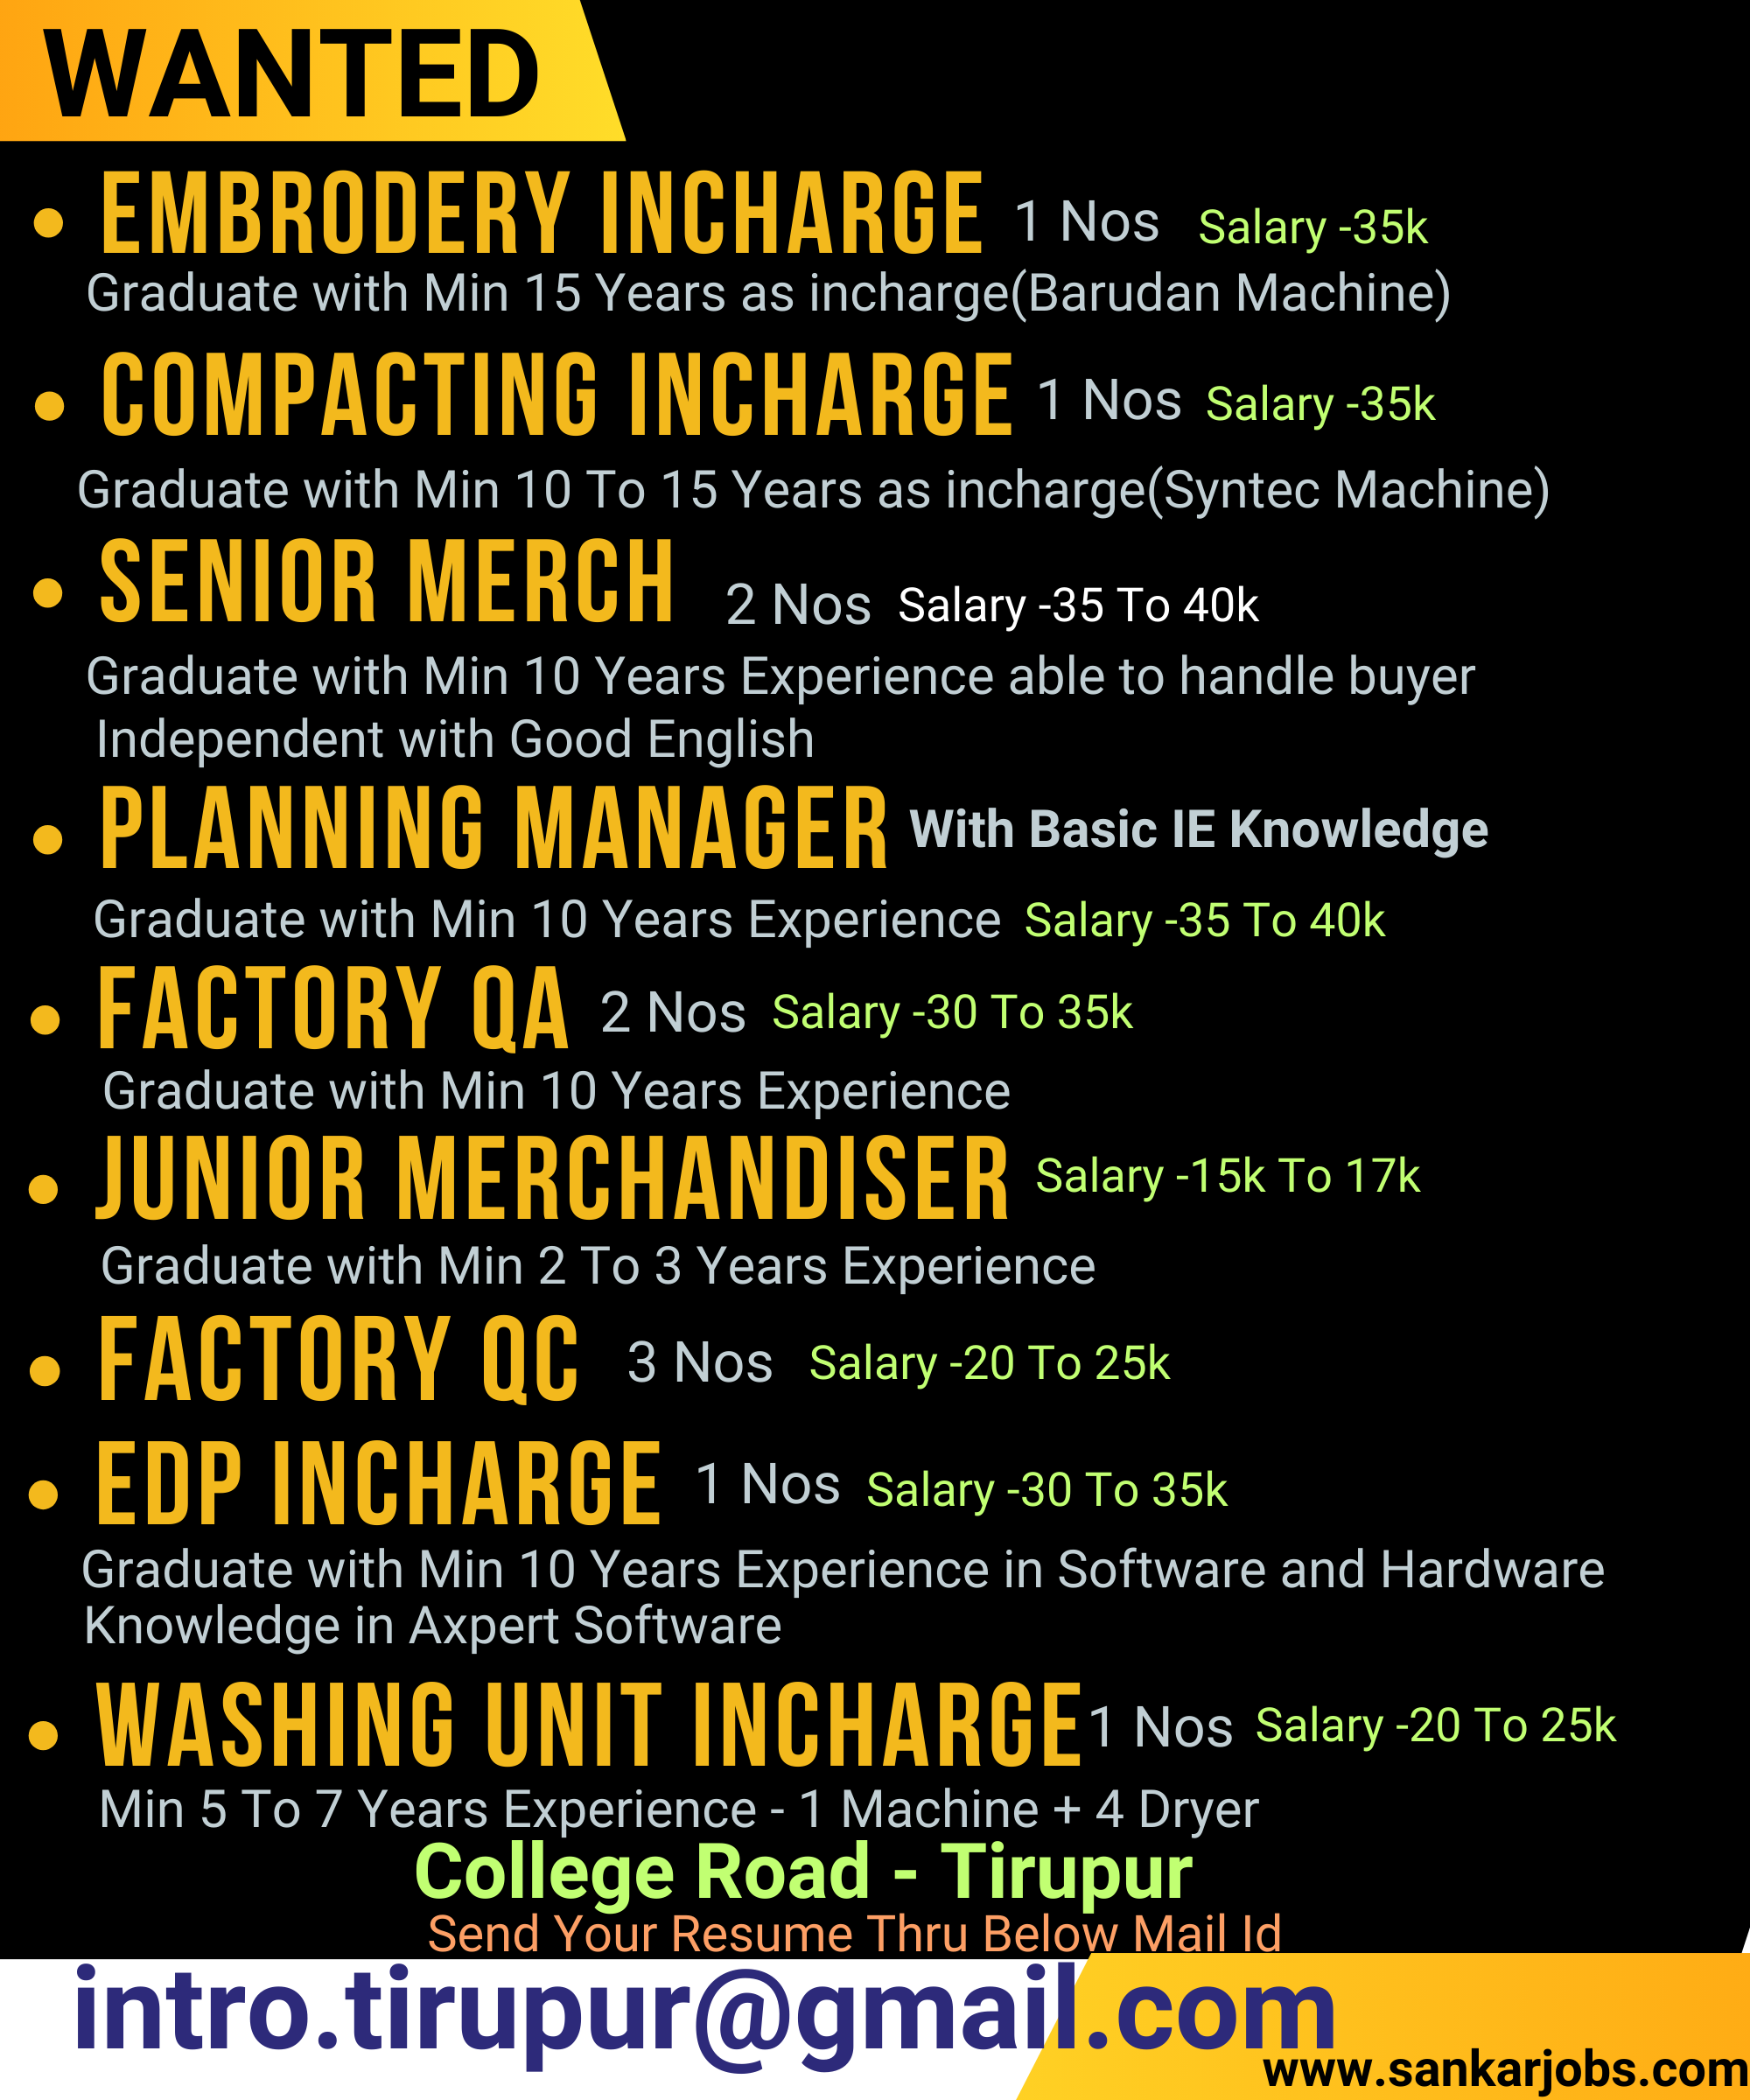 WANTED
• EMBRODERY INCHARGE 1 Nos Salary -35k
Graduate with Min 15 Years as incharge(Barudan Machine)
• COMPACTING INCHARGE 1 Nos Salary -35k
Graduate with Min 10 To 15 Years as incharge(Syntec Machine)
• SENIOR MERCH 2 Nos Salary -35 To 40k
Graduate with Min 10 Years Experience able to handle buyer
Independent with Good English
• PLANNING MANAGER With Basic IE Knowledge
Graduate with Min 10 Years Experience Salary -35 To 40k
• FACTORY QA 2 Nos Salary -30 To 35k
Graduate with Min 10 Years Experience
• JUNIOR MERCHANDISER Salary -15k To 17k
Graduate with Min 2 To 3 Years Experience
• FACTORY QC 3 Nos Salary -20 To 25k
• EDP INCHARGE 1 Nos Salary -30 To 35k
Graduate with Min 10 Years Experience in Software and Hardware
Knowledge in Axpert Software
• WASHING UNIT INCHARGE 1 Nos Salary -20 To 25k
Min 5 To 7 Years Experience - 1 Machine + 4 Dryer
College Road - Tirupur
Send Your Resume Thru Below Mail Id
intro.tirupur@gmail.com
www.sankarjobs.com